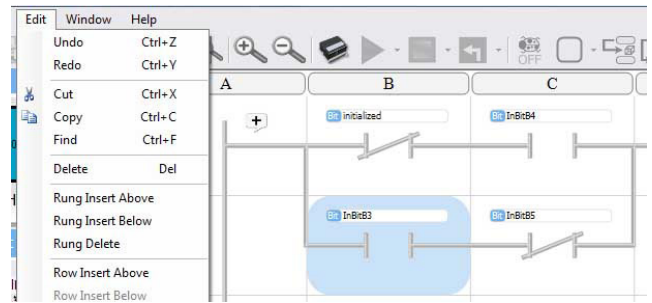 Edit Window Help
Undo Ctrl+Z
Redo Ctrl+Y
Cut Ctrl+X
Copy Ctrl+C
Find Ctrl+F
Delete Del
Rung Insert Above
Rung Insert Below
Rung Delete
Row Insert Above
Row Insert Below
OFF
A B C
Bit initialized Bit InBitB4
Bit InBitB3 Bit InBitB5